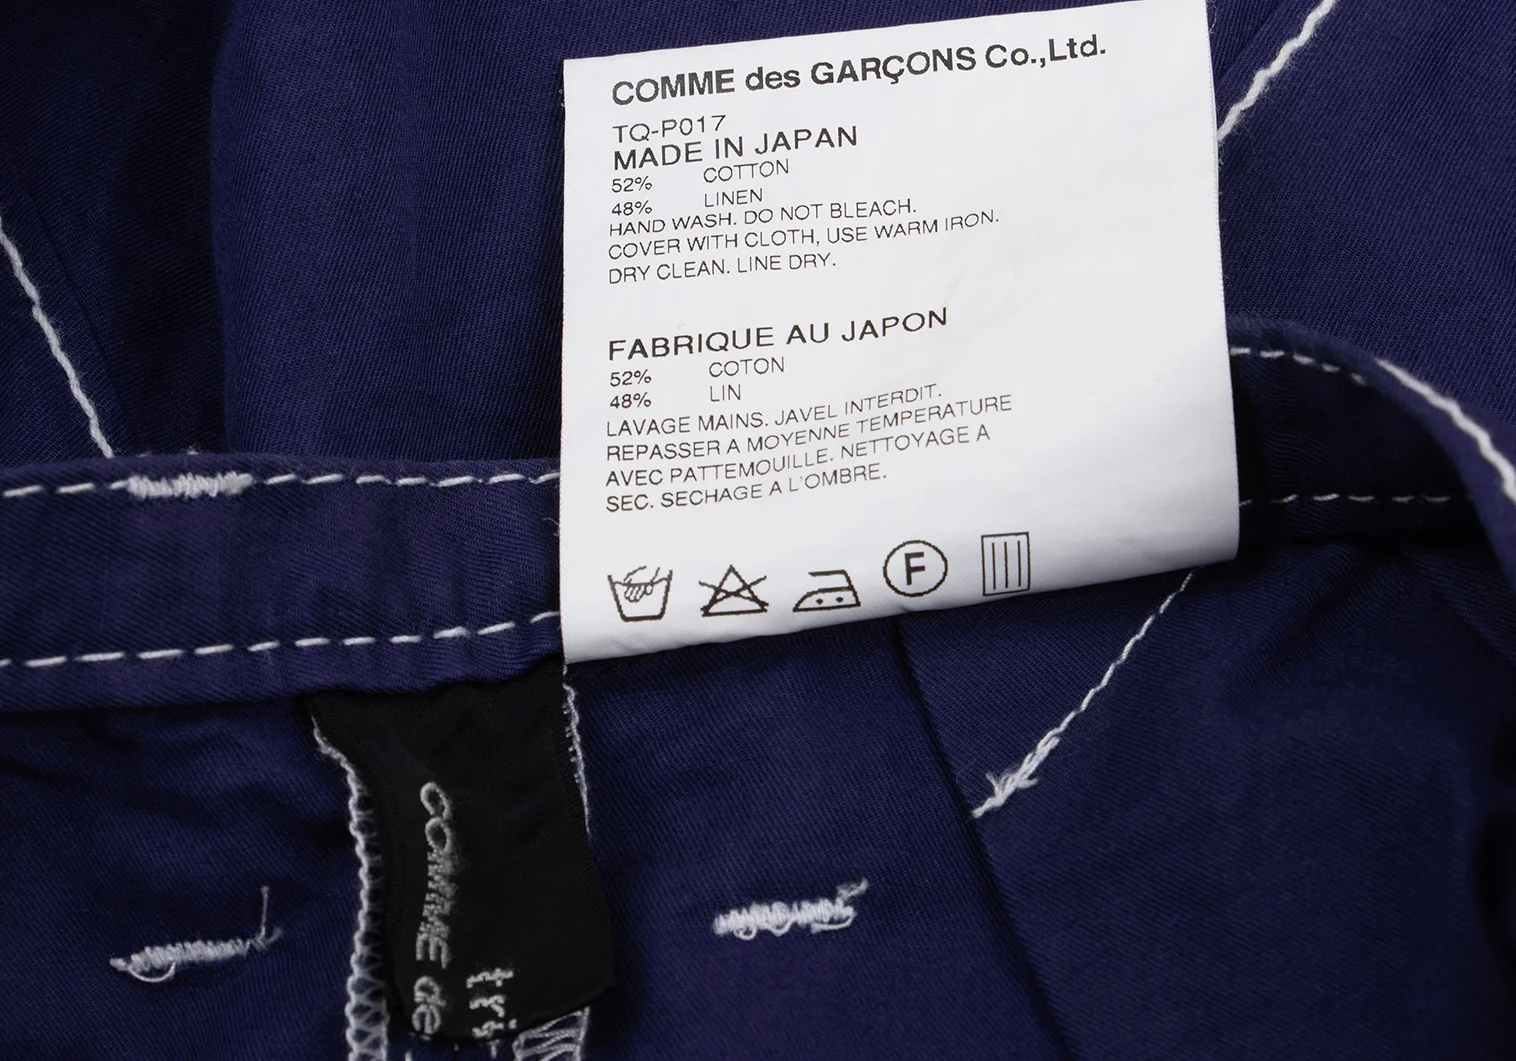 COMME des GARÇONS Co.,Ltd.
TQ-P017
MADE IN JAPAN
52% COTTON
48% LINEN
HAND WASH. DO NOT BLEACH.
COVER WITH CLOTH, USE WARM IRON.
DRY CLEAN. LINE DRY.
FABRIQUE AU JAPON
52% COTON
48% LIN
LAVAGE MAINS. JAVEL INTERDIT.
REPASSER A MOYENNE TEMPERATURE
AVEC PATTEMOUILLE. NETTOYAGE A
SEC. SECHAGE A L'OMBRE.
F
COMME de
tri